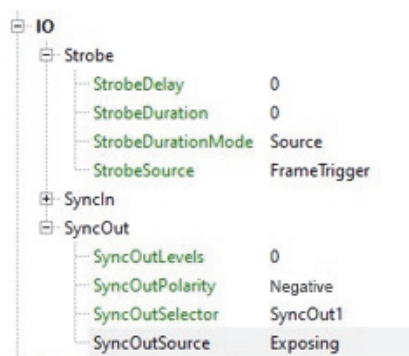 IO
Strobe
StrobeDelay 0
StrobeDuration 0
StrobeDurationMode Source
StrobeSource FrameTrigger
SyncIn
SyncOut
SyncOutLevels 0
SyncOutPolarity Negative
SyncOutSelector SyncOut1
SyncOutSource Exposing